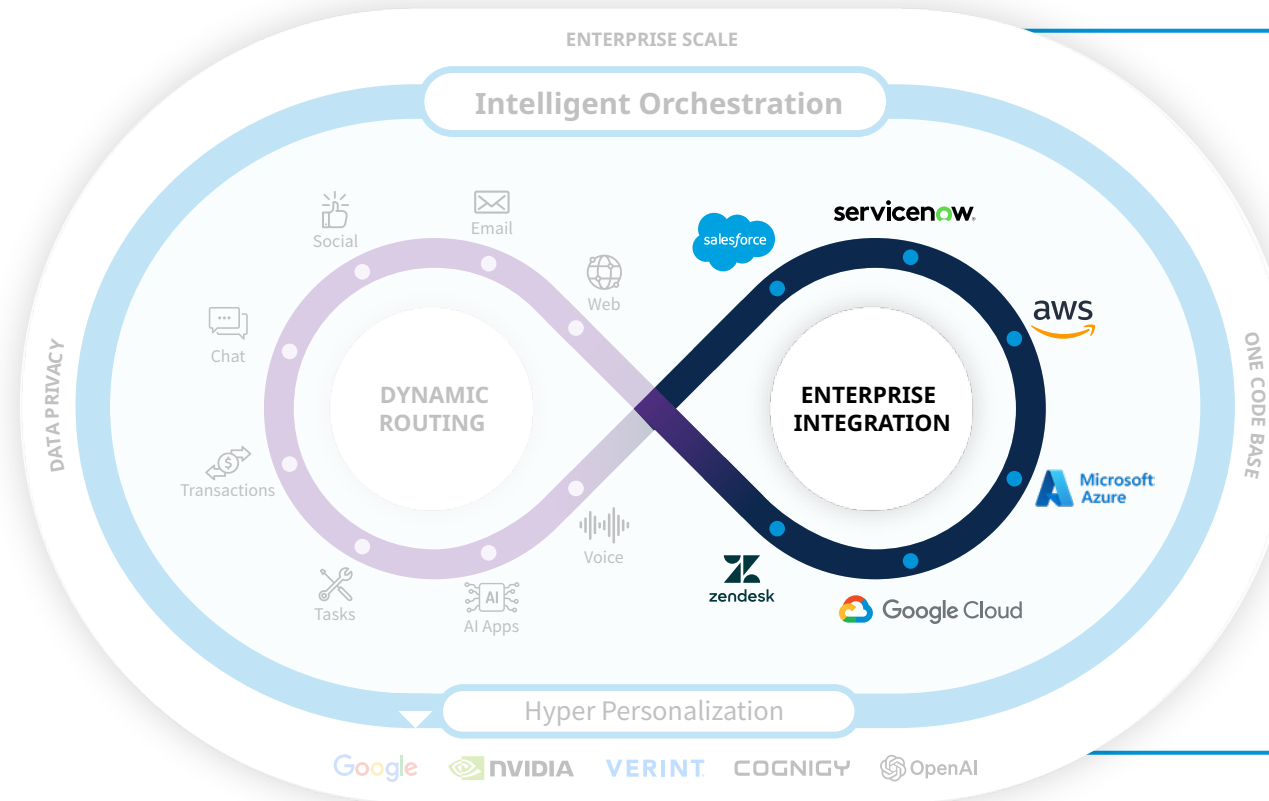 ENTERPRISE SCALE
Intelligent Orchestration
Social
Email
Web
Chat
Transactions
Tasks
AI
AI Apps
Voice
DYNAMIC
ROUTING
salesforce
servicenow
aws
Microsoft
Azure
Google Cloud
zendesk
ENTERPRISE
INTEGRATION
DATA PRIVACY
ONE CODE BASE
Hyper Personalization
Google
NVIDIA
VERINT
COGNIGY
OpenAI